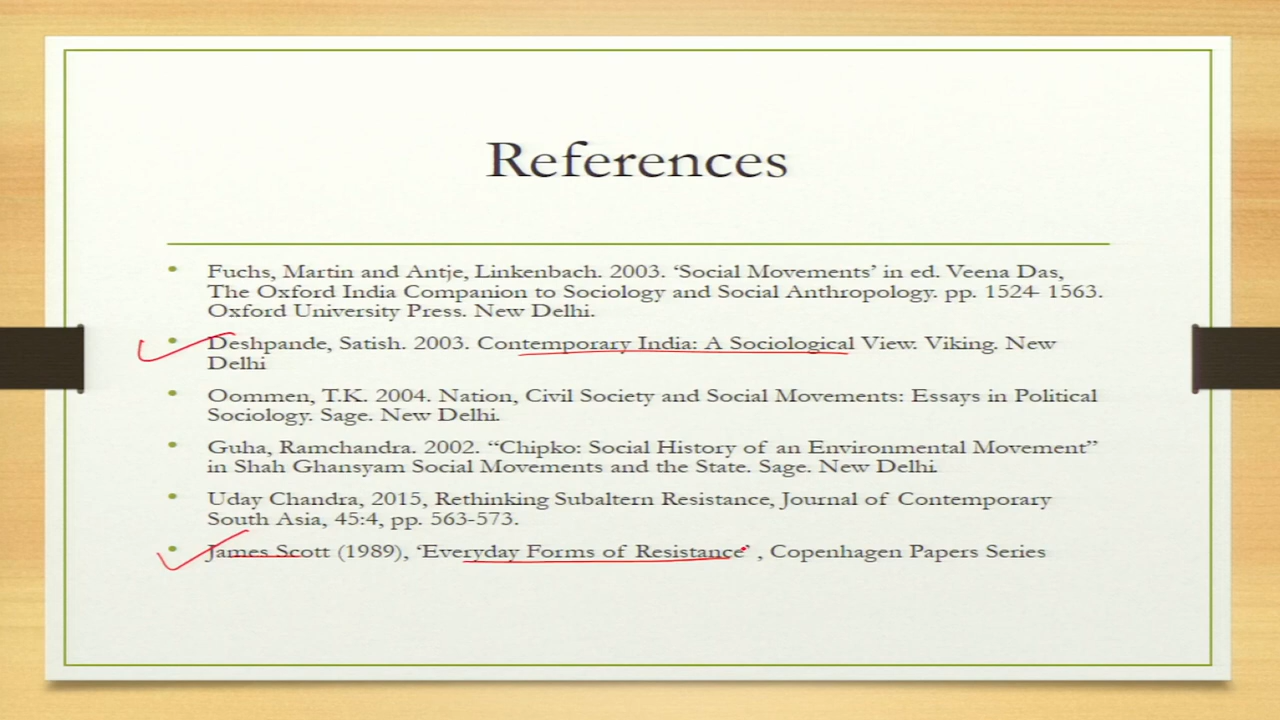 References
Fuchs, Martin and Antje, Linkenbach. 2003. ‘Social Movements’ in ed. Veena Das,
The Oxford India Companion to Sociology and Social Anthropology. pp. 1524- 1563.
Oxford University Press. New Delhi.
Deshpande, Satish. 2003. Contemporary India: A Sociological View. Viking. New
Delhi
Oommen, T.K. 2004. Nation, Civil Society and Social Movements: Essays in Political
Sociology. Sage. New Delhi.
Guha, Ramchandra. 2002. “Chipko: Social History of an Environmental Movement”
in Shah Ghansyam Social Movements and the State. Sage. New Delhi.
Uday Chandra, 2015, Rethinking Subaltern Resistance, Journal of Contemporary
South Asia, 45:4, pp. 563-573.
James Scott (1989), ‘Everyday Forms of Resistance’ , Copenhagen Papers Series